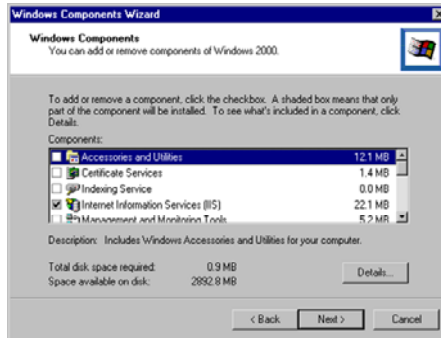 Windows Components Wizard
Windows Components
You can add or remove components of Windows 2000.
To add or remove a component, click the checkbox. A shaded box means that only
part of the component will be installed. To see what's included in a component, click
Details.
Components:
Accessories and Utilities 12.1 MB
Certificate Services 1.4 MB
Indexing Service 0.0 MB
Internet Information Services (IIS) 22.1 MB
Management and Monitoring Tools 5.2 MB
Description: Includes Windows Accessories and Utilities for your computer.
Total disk space required: 0.9 MB
Space available on disk: 2892.8 MB
Details...
< Back Next > Cancel